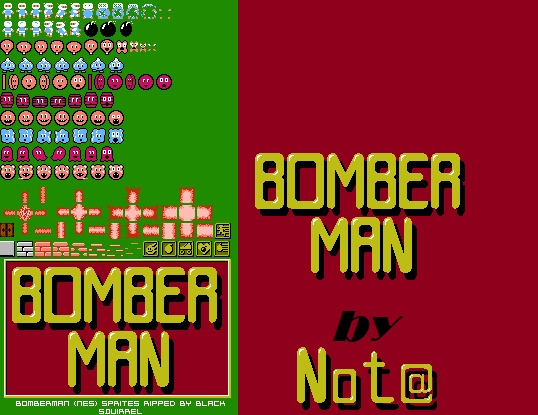 BOMBER
MAN
BOMBERMAN (NES) SPRITES RIPPED BY BLACK
SQUIRREL
BOMBER
MAN
by
Not@